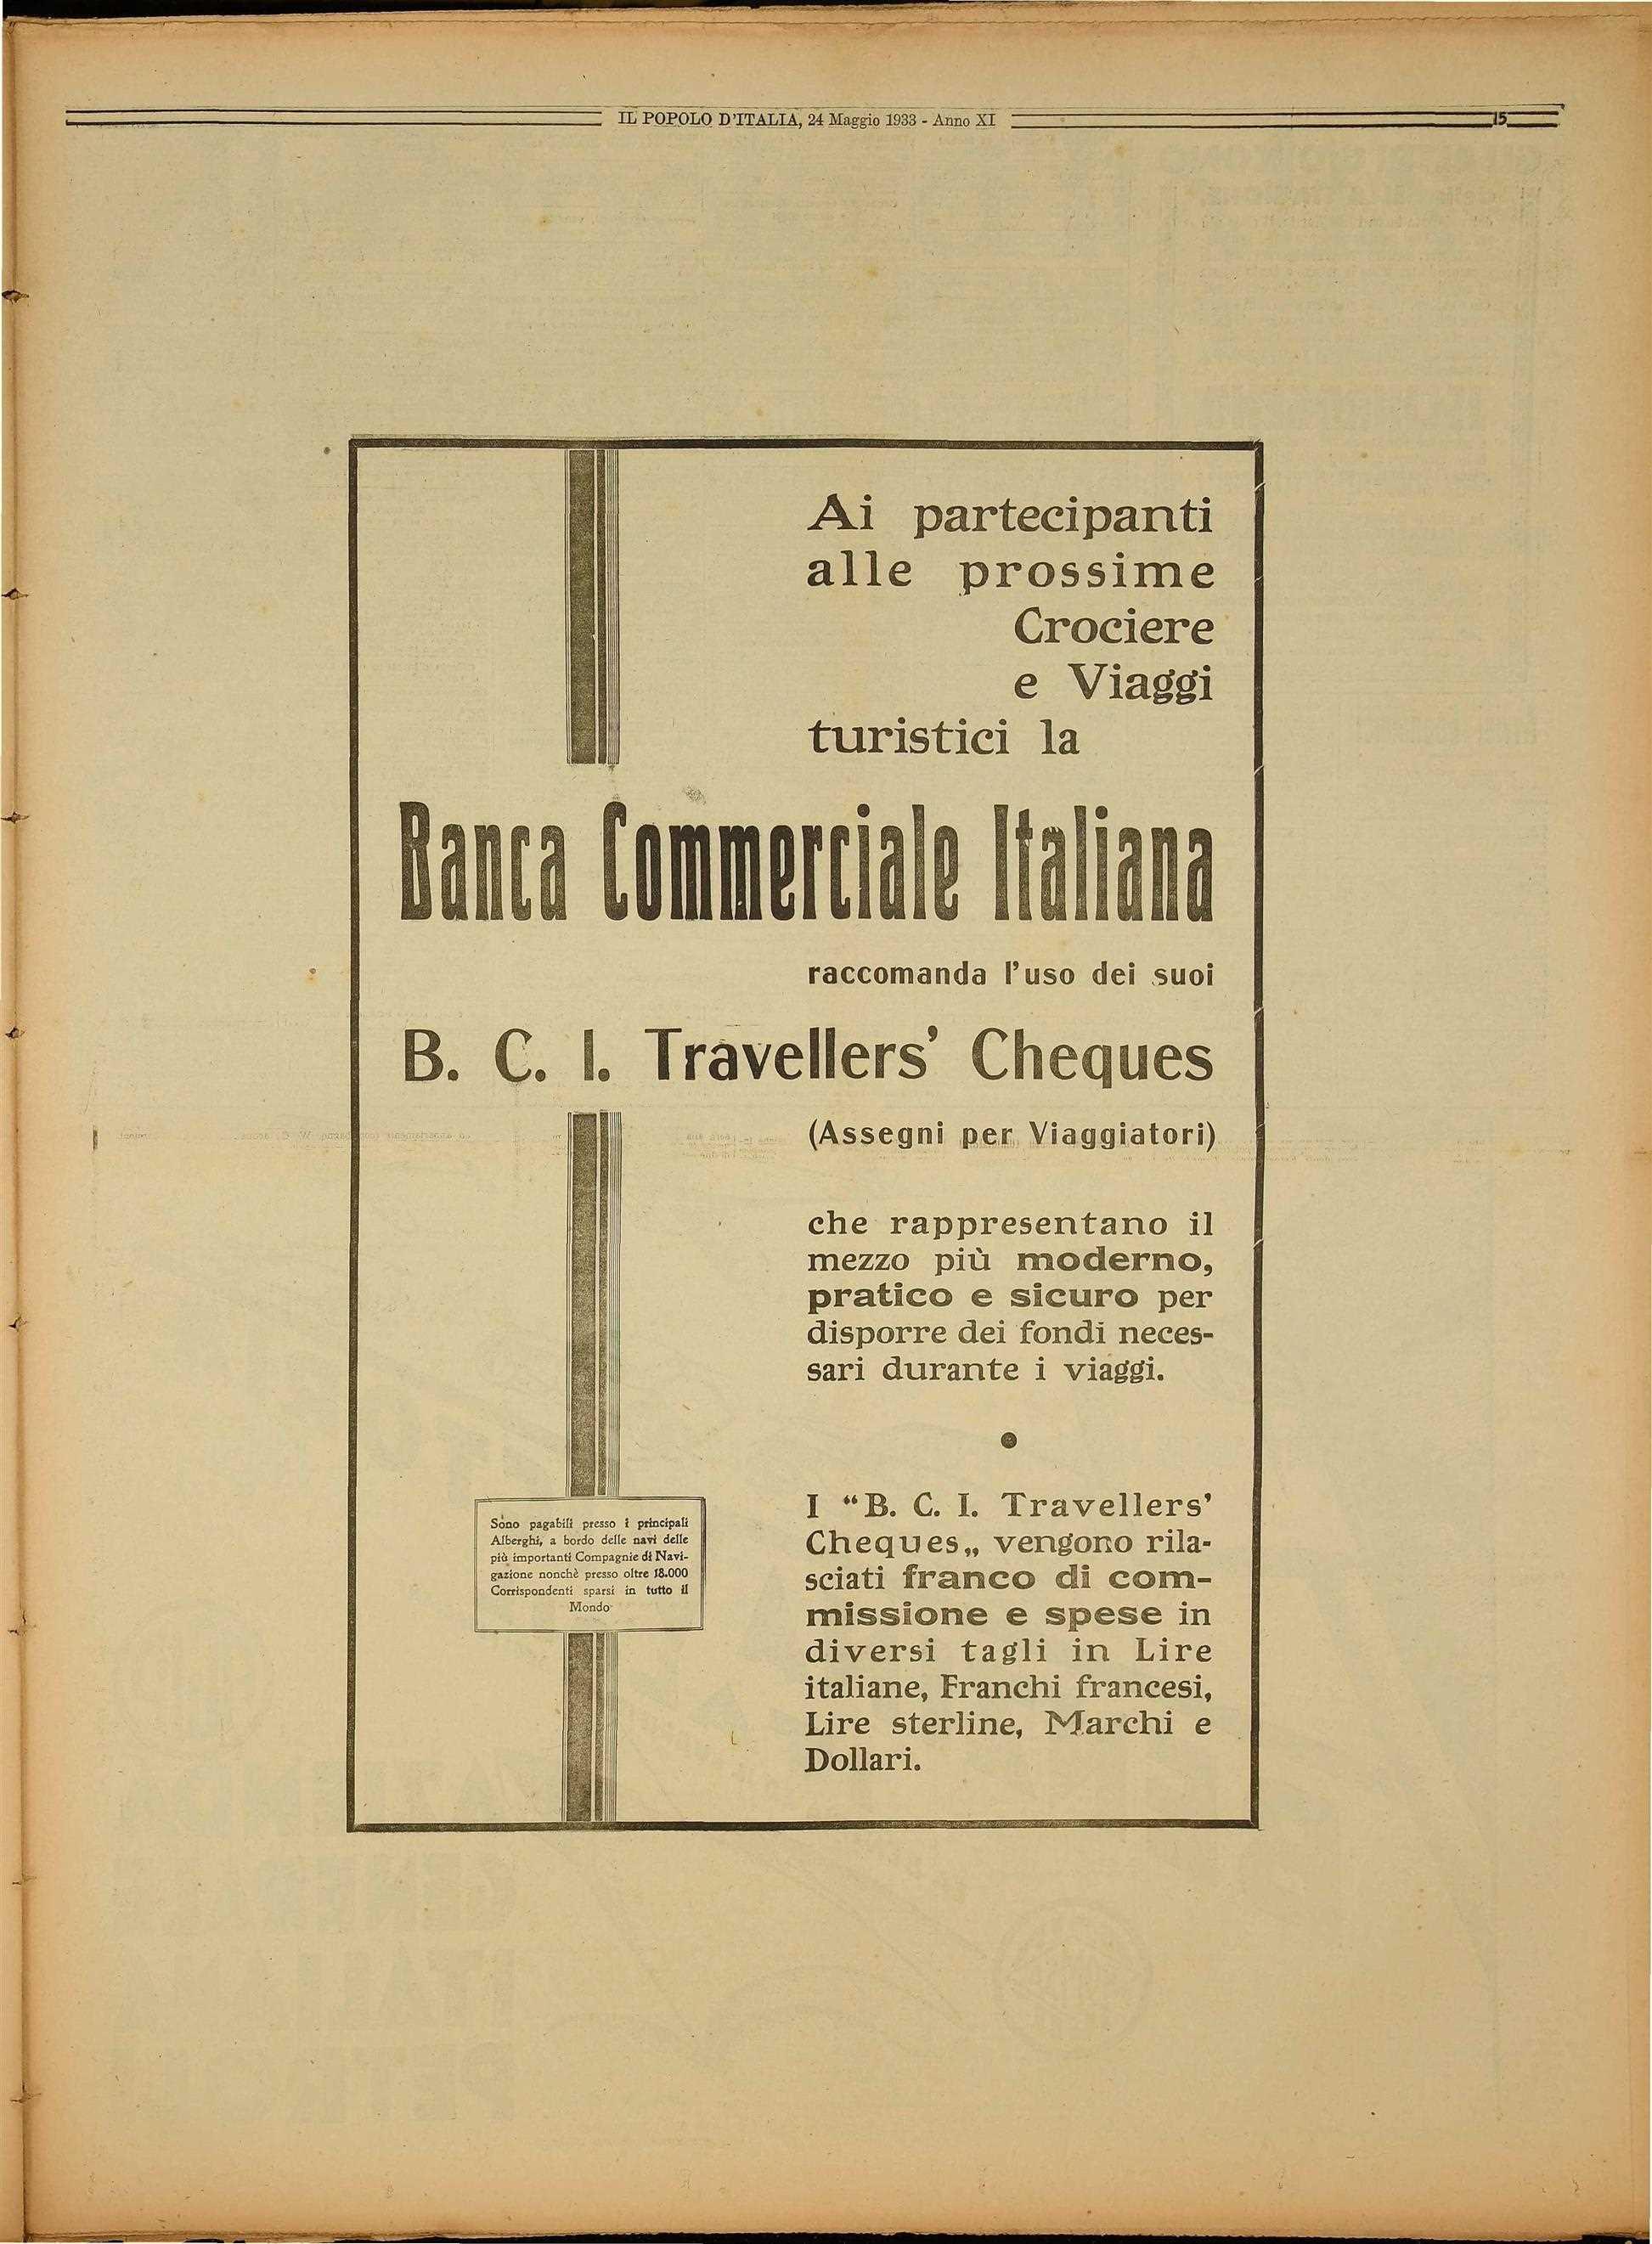 IL POPOLO D'ITALIA, 24 Maggio 1933 - Anno XI
15
Ai partecipanti
alle prossime
Crociere
e Viaggi
turistici la
Banca Commerciale Italiana
raccomanda l'uso dei suoi
B. C. I. Travellers' Cheques
(Assegni per Viaggiatori)
che rappresentano il
mezzo più moderno,
pratico e sicuro per
disporre dei fondi neces-
sari durante i viaggi.
Sono pagabili presso i principali
Alberghi, a bordo delle navi delle
più importanti Compagnie di Navi-
gazione nonchè presso oltre 18.000
Corrispondenti sparsi in tutto il
Mondo
I “B. C. I. Travellers'
Cheques„ vengono rila-
sciati franco di com-
missione e spese in
diversi tagli in Lire
italiane, Franchi francesi,
Lire sterline, Marchi e
Dollari.